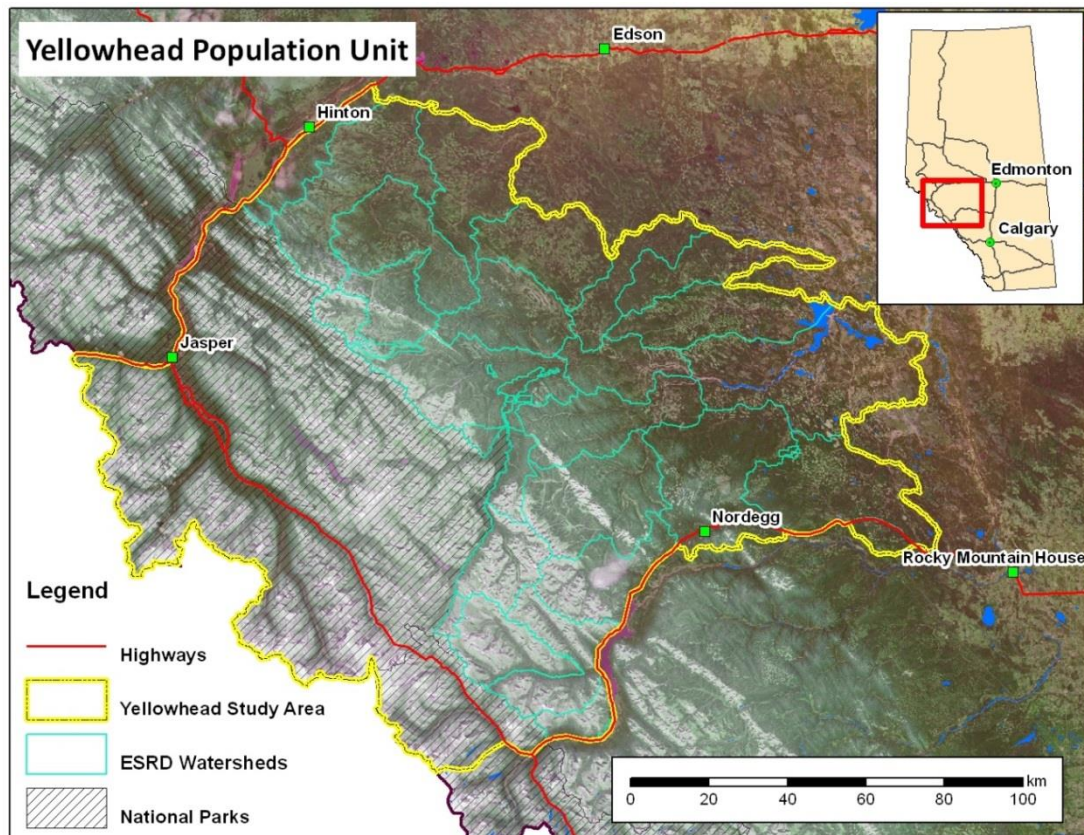 Yellowhead Population Unit
Edson
Hinton
Edmonton
Calgary
Jasper
Nordegg
Rocky Mountain House
Legend
Highways
Yellowhead Study Area
ESRD Watersheds
National Parks
km
0 20 40 60 80 100